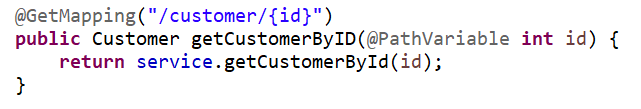 @GetMapping("/customer/{id}")
public Customer getCustomerByID(@PathVariable int id) {
    return service.getCustomerById(id);
}